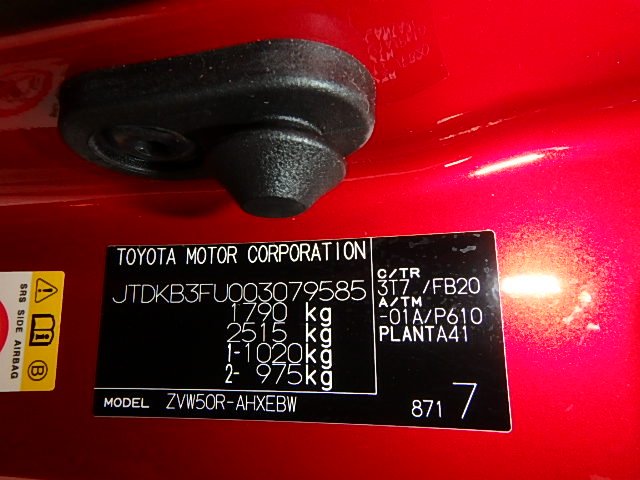 TOYOTA MOTOR CORPORATION
JTDKB3FU003079585
1790 kg
2515 kg
1-1020kg
2- 975kg
MODEL ZVW50R-AHXEBW
C/TR
3T7 /FB20
A/TM
-01A/P610
PLANTA41
871 7
SRS SIDE AIRBAG
B